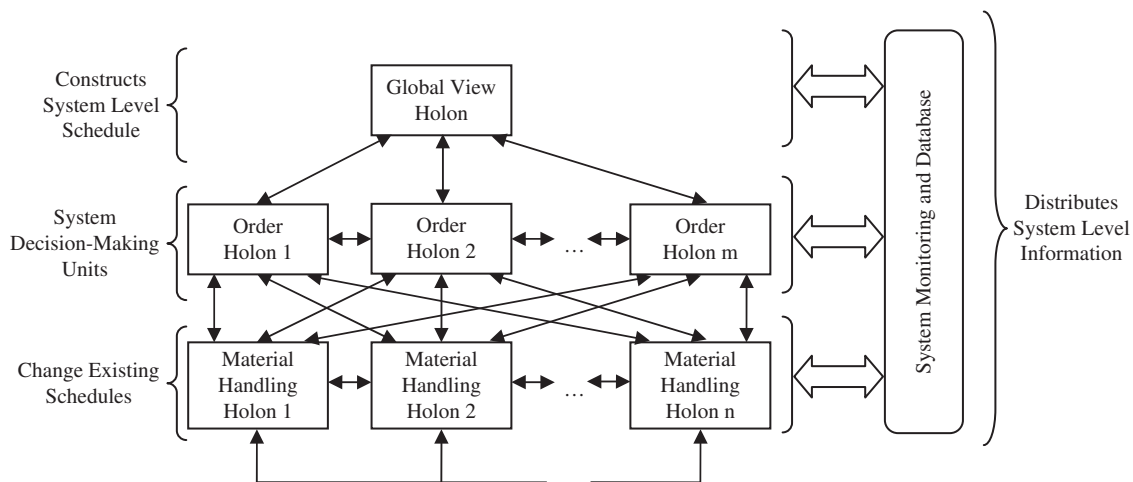 Constructs
System Level
Schedule
Global View
Holon
System
Decision-Making
Units
Order
Holon 1
Order
Holon 2
...
Order
Holon m
Change Existing
Schedules
Material
Handling
Holon 1
Material
Handling
Holon 2
...
Material
Handling
Holon n
...
System Monitoring and Database
Distributes
System Level
Information